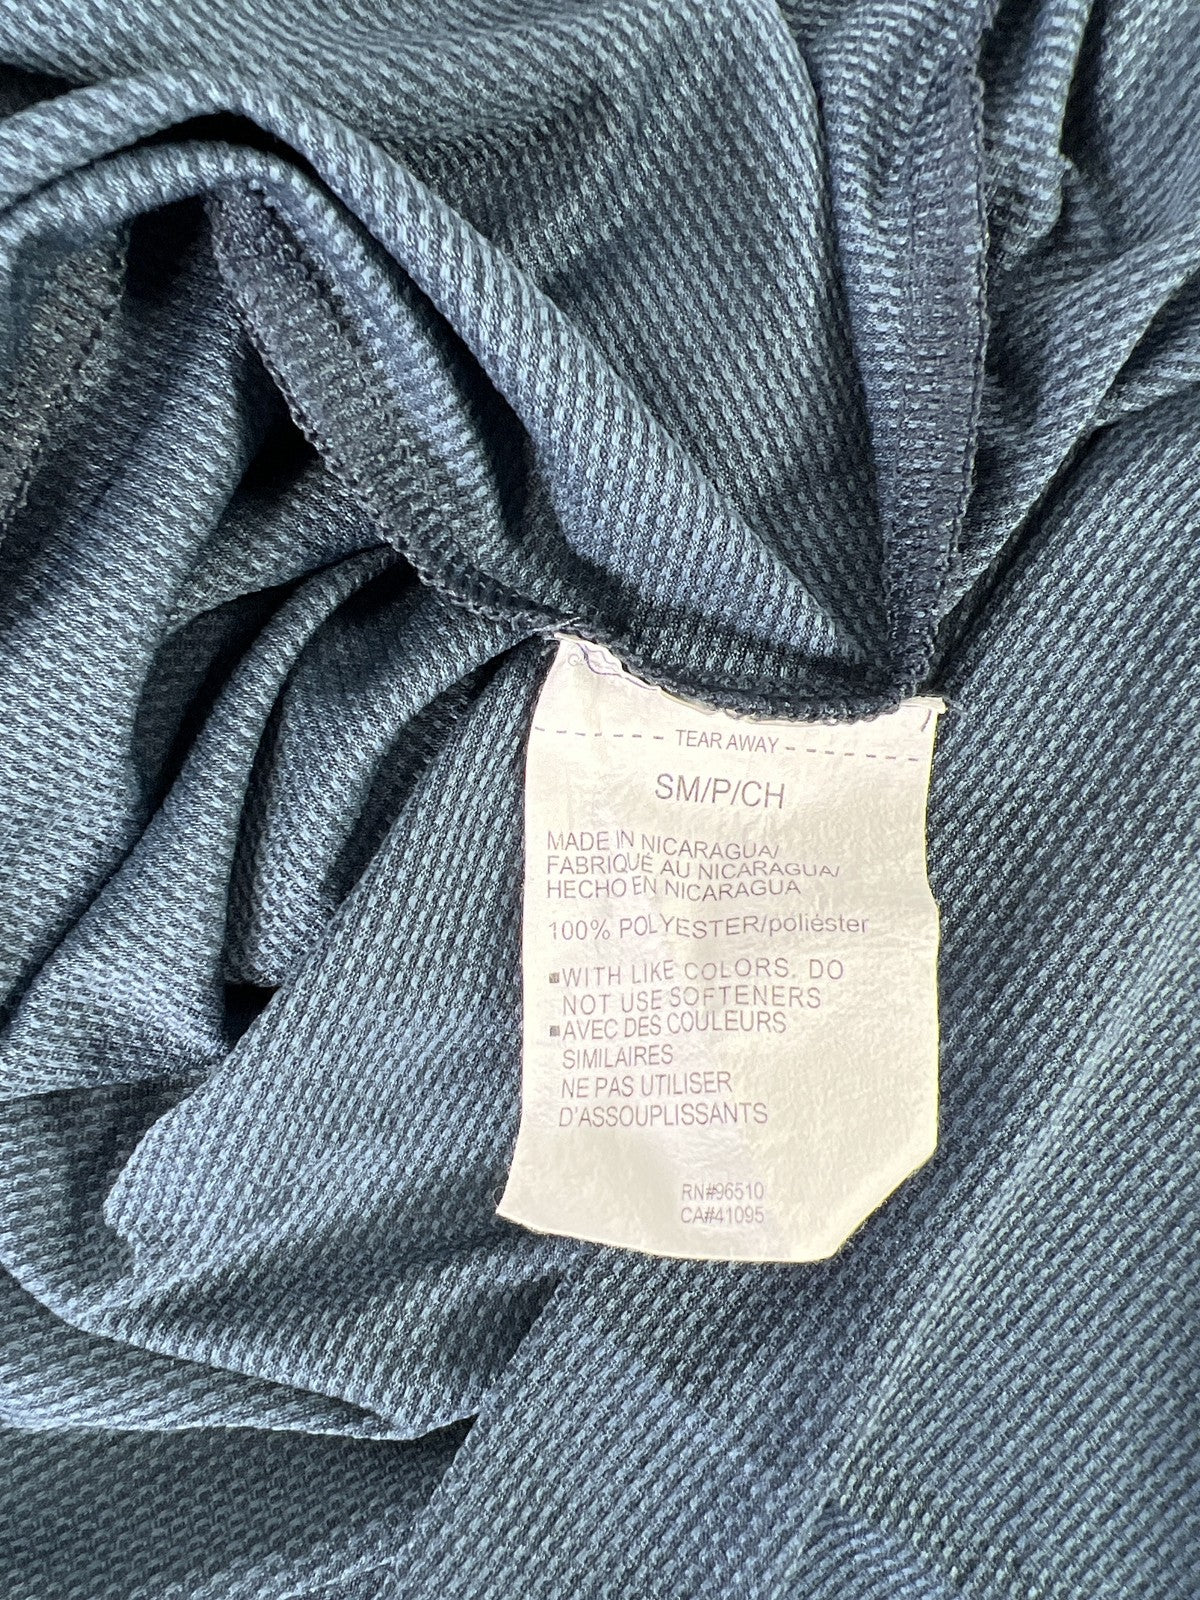 TEAR AWAY
SM/P/CH
MADE IN NICARAGUA/
FABRIQUÉ AU NICARAGUA/
HECHO EN NICARAGUA
100% POLYESTER/poliéster
WITH LIKE COLORS. DO
NOT USE SOFTENERS
AVEC DES COULEURS
SIMILAIRES
NE PAS UTILISER
D'ASSOUPLISSANTS
RN#96510
CA#41095